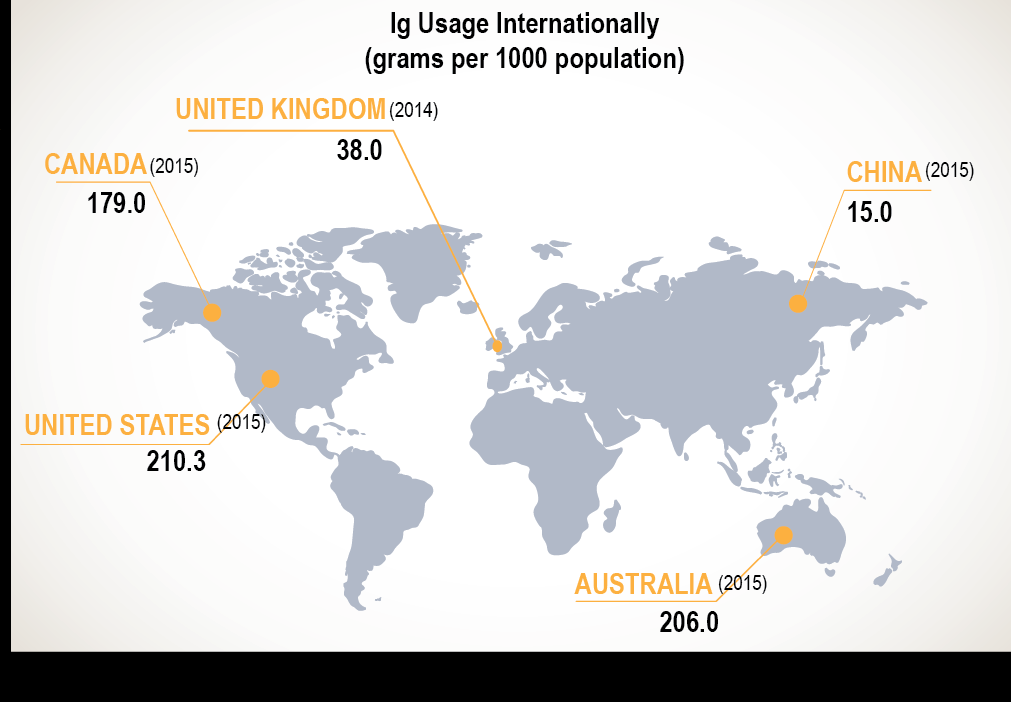 Ig Usage Internationally
(grams per 1000 population)
UNITED KINGDOM (2014)
38.0
CANADA (2015)
179.0
CHINA (2015)
15.0
UNITED STATES (2015)
210.3
AUSTRALIA (2015)
206.0